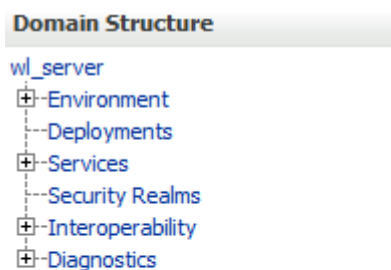 Domain Structure
wl_server
Environment
Deployments
Services
Security Realms
Interoperability
Diagnostics